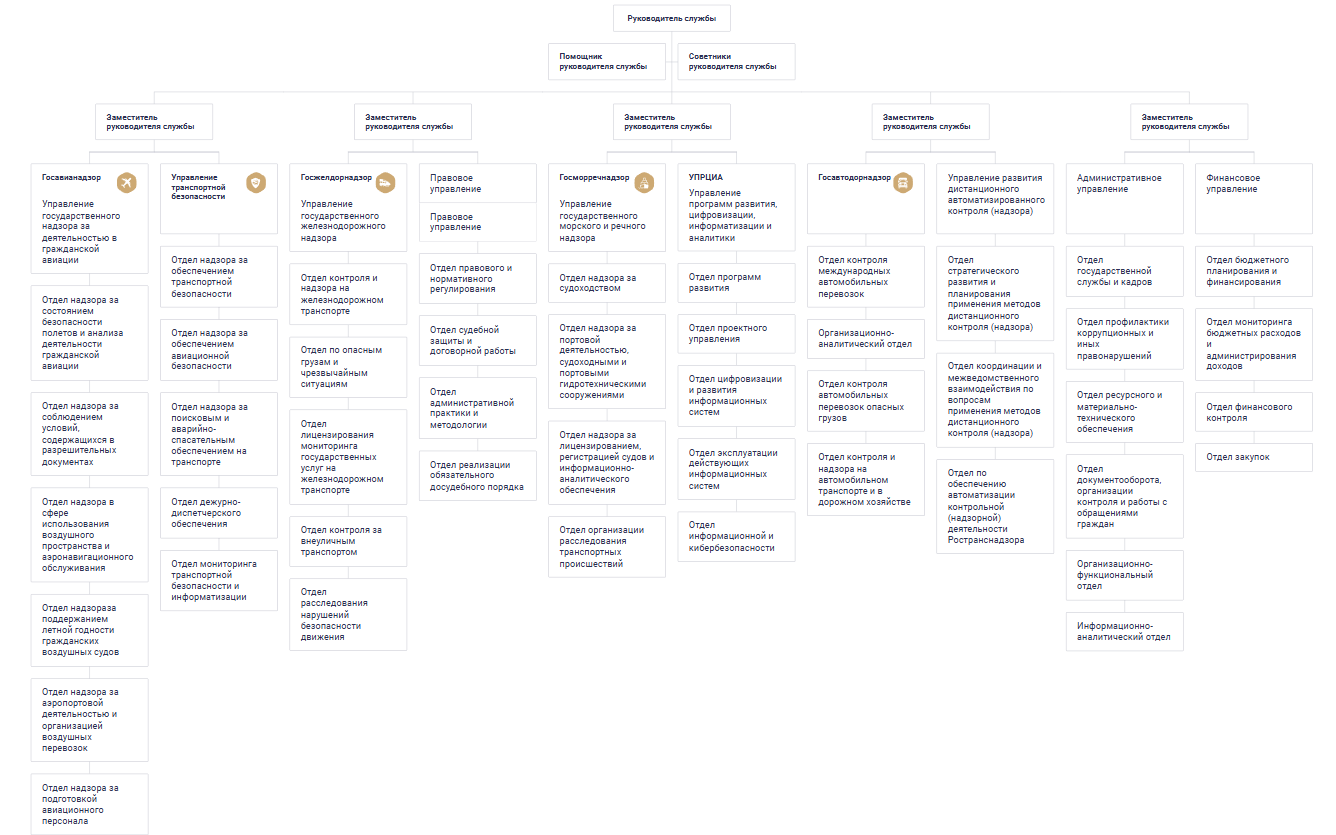 Руководитель службы
Помощник
руководителя службы
Советники
руководителя службы
Заместитель
руководителя службы
Заместитель
руководителя службы
Заместитель
руководителя службы
Заместитель
руководителя службы
Заместитель
руководителя службы
Госавианадзор
Управление
государственного
надзора за
деятельностью в
гражданской
авиации
Отдел надзора за
состоянием
безопасности
полетов и анализа
деятельности
гражданской
авиации
Отдел надзора за
соблюдением
условий,
содержащихся в
разрешительных
документах
Отдел надзора в
сфере
использования
воздушного
пространства и
аэронавигационного
обслуживания
Отдел надзораза
поддержанием
летной годности
гражданских
воздушных судов
Отдел надзора за
аэропортовой
деятельностью и
организацией
воздушных
перевозок
Отдел надзора за
подготовкой
авиационного
персонала
Управление
транспортной
безопасности
Отдел надзора за
обеспечением
транспортной
безопасности
Отдел надзора за
обеспечением
авиационной
безопасности
Отдел надзора за
поисковым и
аварийно-
спасательным
обеспечением на
транспорте
Отдел дежурно-
диспетчерского
обеспечения
Отдел мониторинга
транспортной
безопасности и
информатизации
Госжелдорнадзор
Управление
государственного
железнодорожного
надзора
Отдел контроля и
надзора на
железнодорожном
транспорте
Отдел по опасным
грузам и
чрезвычайным
ситуациям
Отдел
лицензирования
мониторинга
государственных
услуг на
железнодорожном
транспорте
Отдел контроля за
внеуличным
транспортом
Отдел
расследования
нарушений
безопасности
движения
Правовое
управление
Правовое
управление
Отдел правового и
нормативного
регулирования
Отдел судебной
защиты и
договорной работы
Отдел
административной
практики и
методологии
Отдел реализации
обязательного
досудебного порядка
Госморречнадзор
Управление
государственного
морского и речного
надзора
Отдел надзора за
судоходством
Отдел надзора за
портовой
деятельностью,
судоходными и
портовыми
гидротехническими
сооружениями
Отдел надзора за
лицензированием,
регистрацией судов и
информационно-
аналитического
обеспечения
Отдел организации
расследования
транспортных
происшествий
УПРЦИА
Управление
программ развития,
цифровизации,
информатизации и
аналитики
Отдел программ
развития
Отдел проектного
управления
Отдел цифровизации
и развития
информационных
систем
Отдел эксплуатации
действующих
информационных
систем
Отдел
информационной и
кибербезопасности
Госавтодорнадзор
Отдел контроля
международных
автомобильных
перевозок
Организационно-
аналитический отдел
Отдел контроля
автомобильных
перевозок опасных
грузов
Отдел контроля и
надзора на
автомобильном
транспорте и в
дорожном хозяйстве
Управление развития
дистанционного
автоматизированного
контроля (надзора)
Отдел
стратегического
развития и
планирования
применения методов
дистанционного
контроля (надзора)
Отдел координации и
межведомственного
взаимодействия по
вопросам
применения методов
дистанционного
контроля (надзора)
Отдел по
обеспечению
автоматизации
контрольной
(надзорной)
деятельности
Ространснадзора
Административное
управление
Отдел
государственной
службы и кадров
Отдел профилактики
коррупционных и
иных
правонарушений
Отдел ресурсного и
материально-
технического
обеспечения
Отдел
документооборота,
организации
контроля и работы с
обращениями
граждан
Организационно-
функциональный
отдел
Информационно-
аналитический отдел
Финансовое
управление
Отдел бюджетного
планирования и
финансирования
Отдел мониторинга
бюджетных расходов
и
администрирования
доходов
Отдел финансового
контроля
Отдел закупок